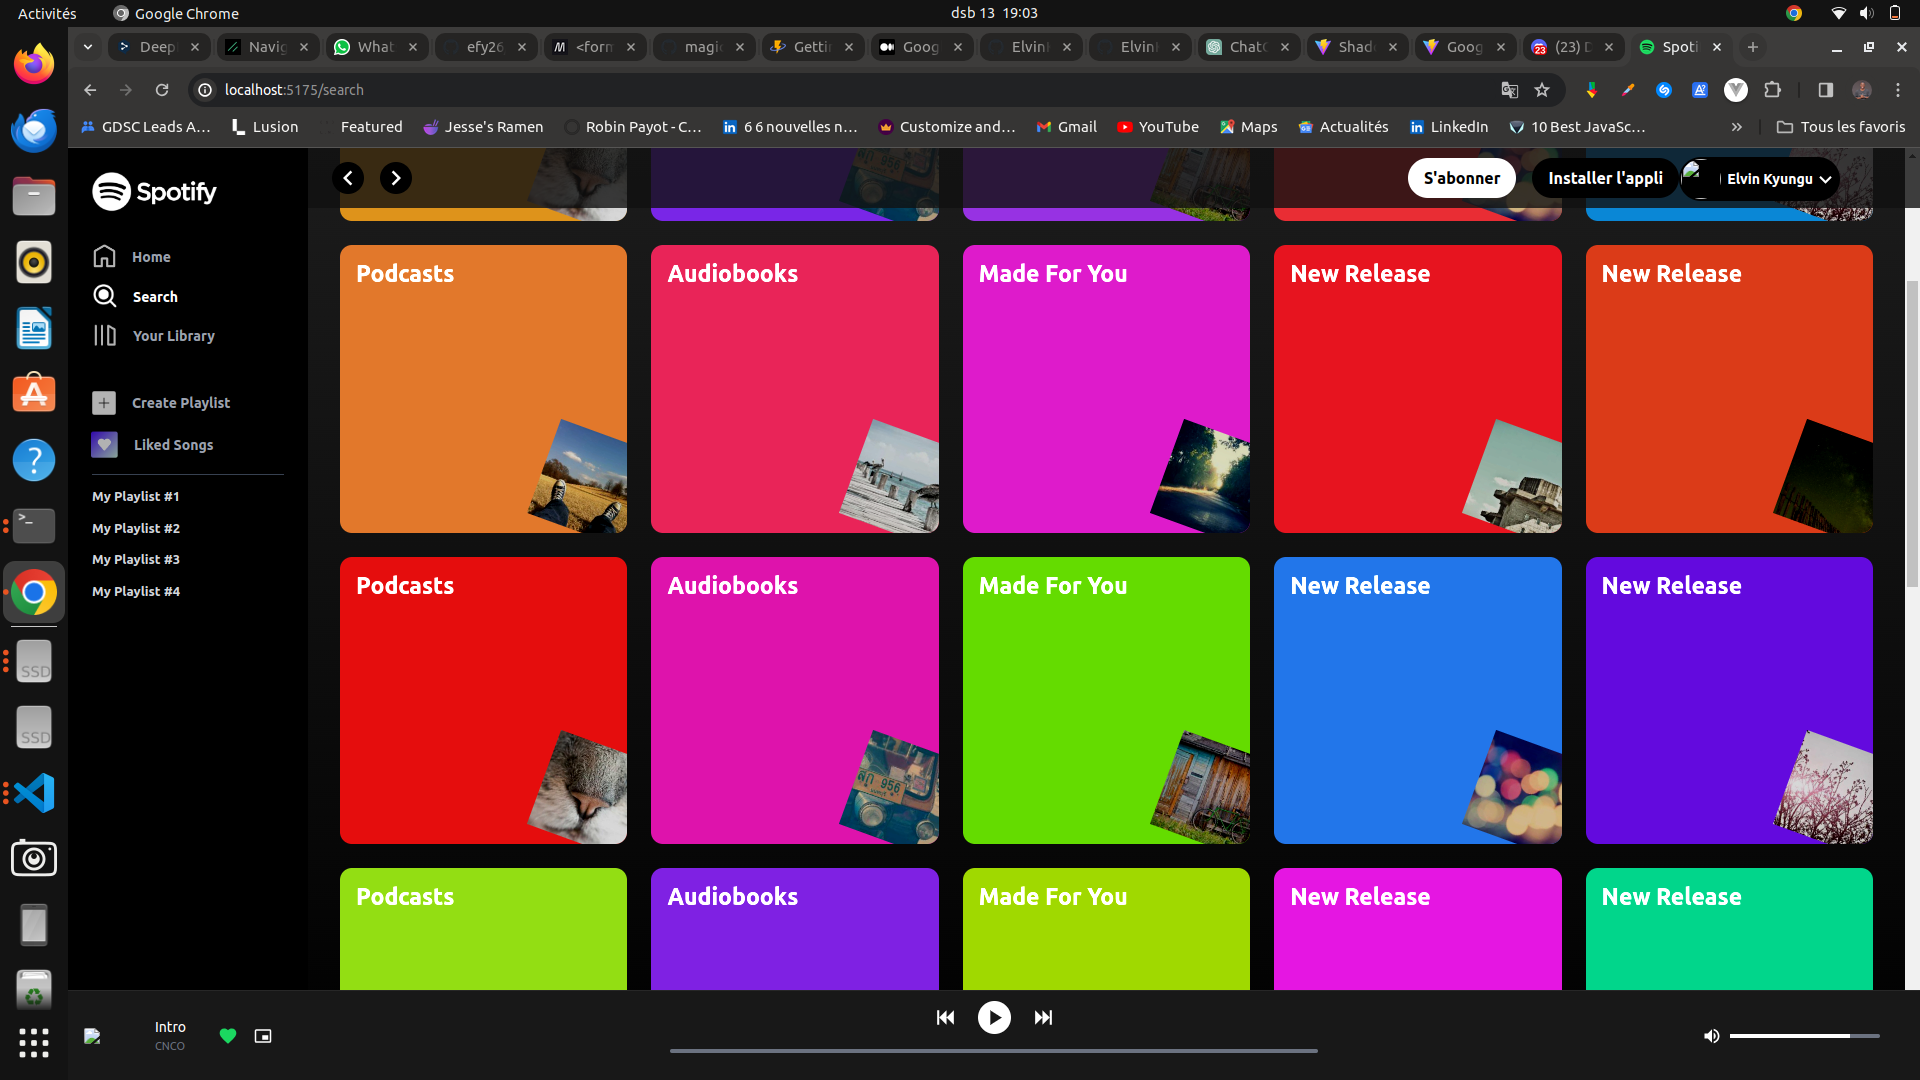 Activités
Google Chrome
dsb 13 19:03
Deep
Navig
What
efy26
<form
magic
Getti
Goog
Elvin
Elvin
ChatG
Shad
Goog
(23) D
Spoti
localhost:5175/search
GDSC Leads A...
Lusion
Featured
Jesse's Ramen
Robin Payot - C...
6 6 nouvelles n...
Customize and...
Gmail
YouTube
Maps
Actualités
LinkedIn
10 Best JavaSc...
»
Tous les favoris
Spotify
S'abonner
Installer l'appli
Elvin Kyungu
Home
Search
Your Library
Create Playlist
Liked Songs
My Playlist #1
My Playlist #2
My Playlist #3
My Playlist #4
Podcasts
Audiobooks
Made For You
New Release
New Release
Podcasts
Audiobooks
Made For You
New Release
New Release
956
Podcasts
Audiobooks
Made For You
New Release
New Release
SSD
SSD
Intro
CNCO